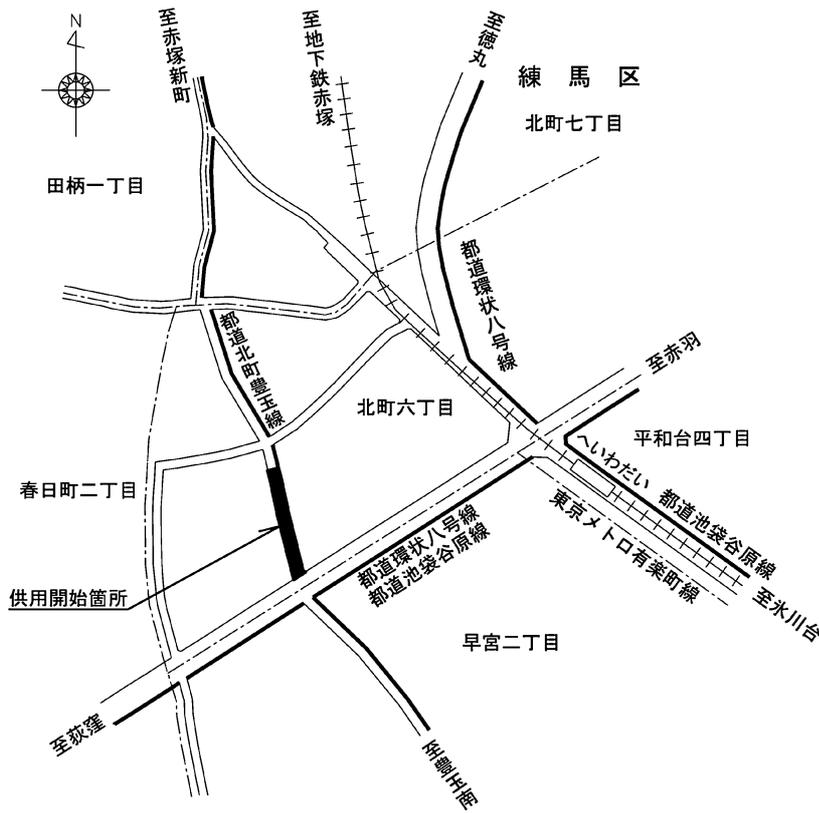 N
至赤塚新町
至地下鉄赤塚
至徳丸
練馬区
北町七丁目
田柄一丁目
都道環状八号線
都道北町豊玉線
至赤羽
北町六丁目
平和台四丁目
へいわだい
春日町二丁目
都道池袋谷原線
東京メトロ有楽町線
都道環状八号線
都道池袋谷原線
供用開始箇所
至氷川台
早宮二丁目
至荻窪
至豊玉南